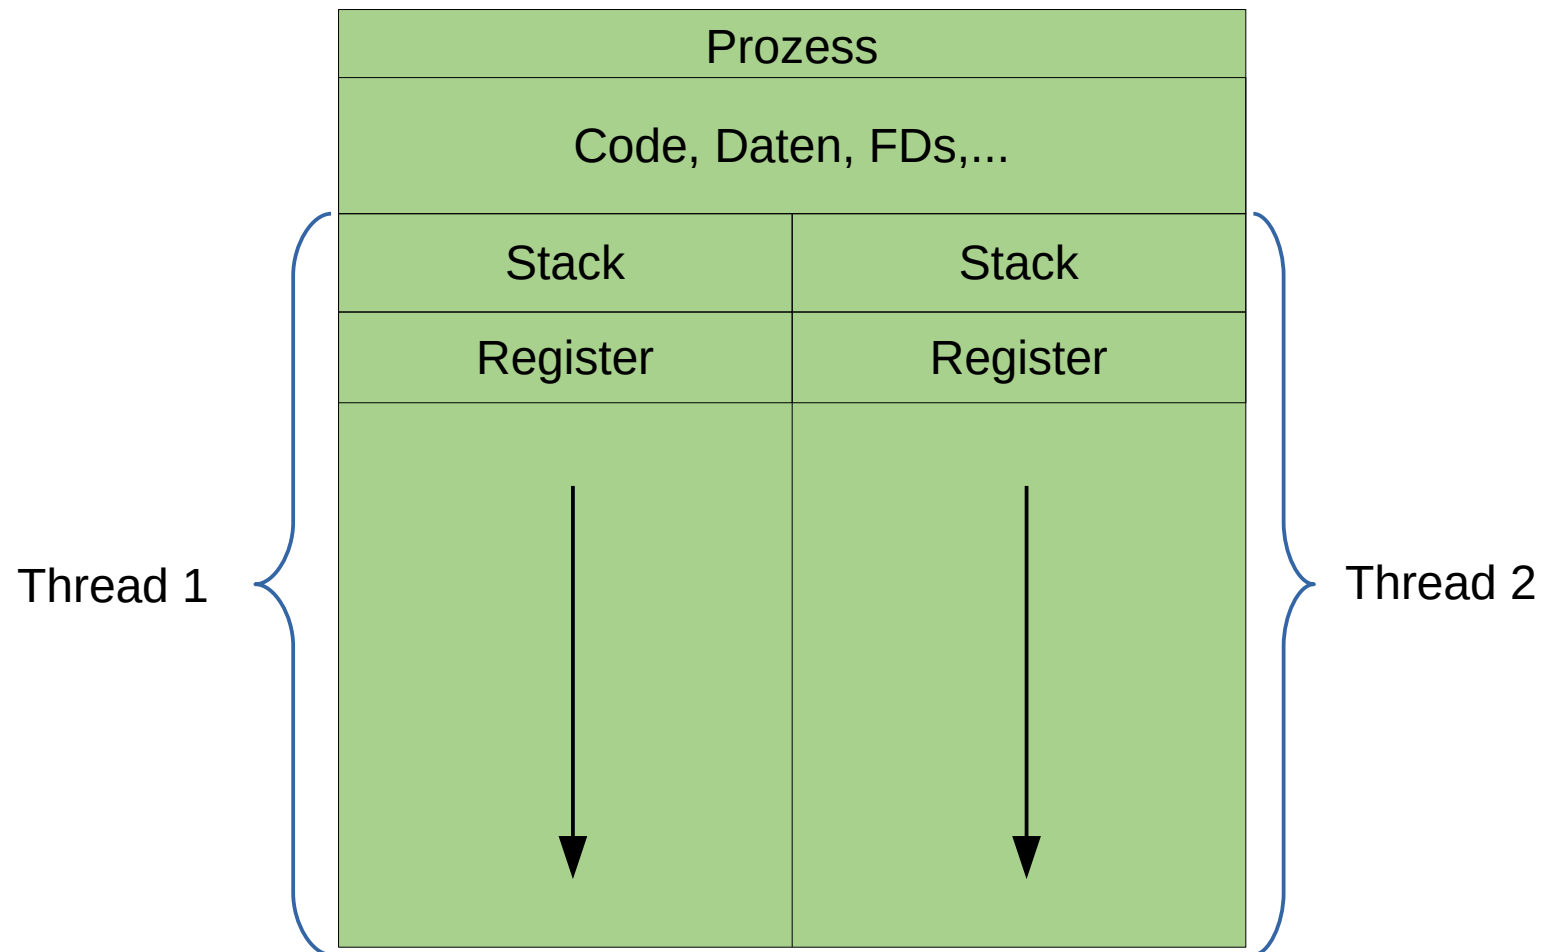 Prozess
Code, Daten, FDs,...
Stack
Stack
Register
Register
Thread 1
Thread 2